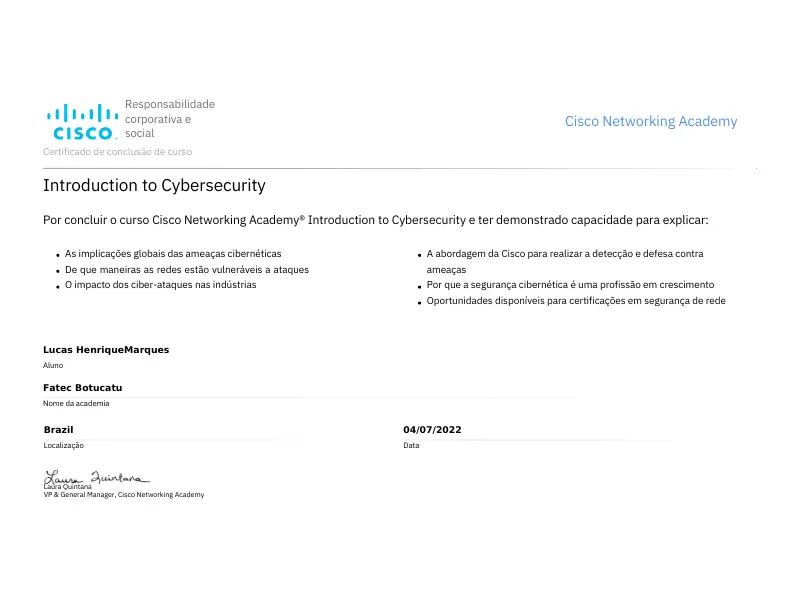 Responsabilidade
corporativa e
social
CISCO
Cisco Networking Academy
Certificado de conclusão de curso
Introduction to Cybersecurity
Por concluir o curso Cisco Networking Academy® Introduction to Cybersecurity e ter demonstrado capacidade para explicar:
• As implicações globais das ameaças cibernéticas
• De que maneiras as redes estão vulneráveis a ataques
• O impacto dos ciber-ataques nas indústrias
• A abordagem da Cisco para realizar a detecção e defesa contra
ameaças
• Por que a segurança cibernética é uma profissão em crescimento
• Oportunidades disponíveis para certificações em segurança de rede
Lucas HenriqueMarques
Aluno
Fatec Botucatu
Nome da academia
Brazil
Localização
04/07/2022
Data
Laura Quintana
Laura Quintana
VP & General Manager, Cisco Networking Academy